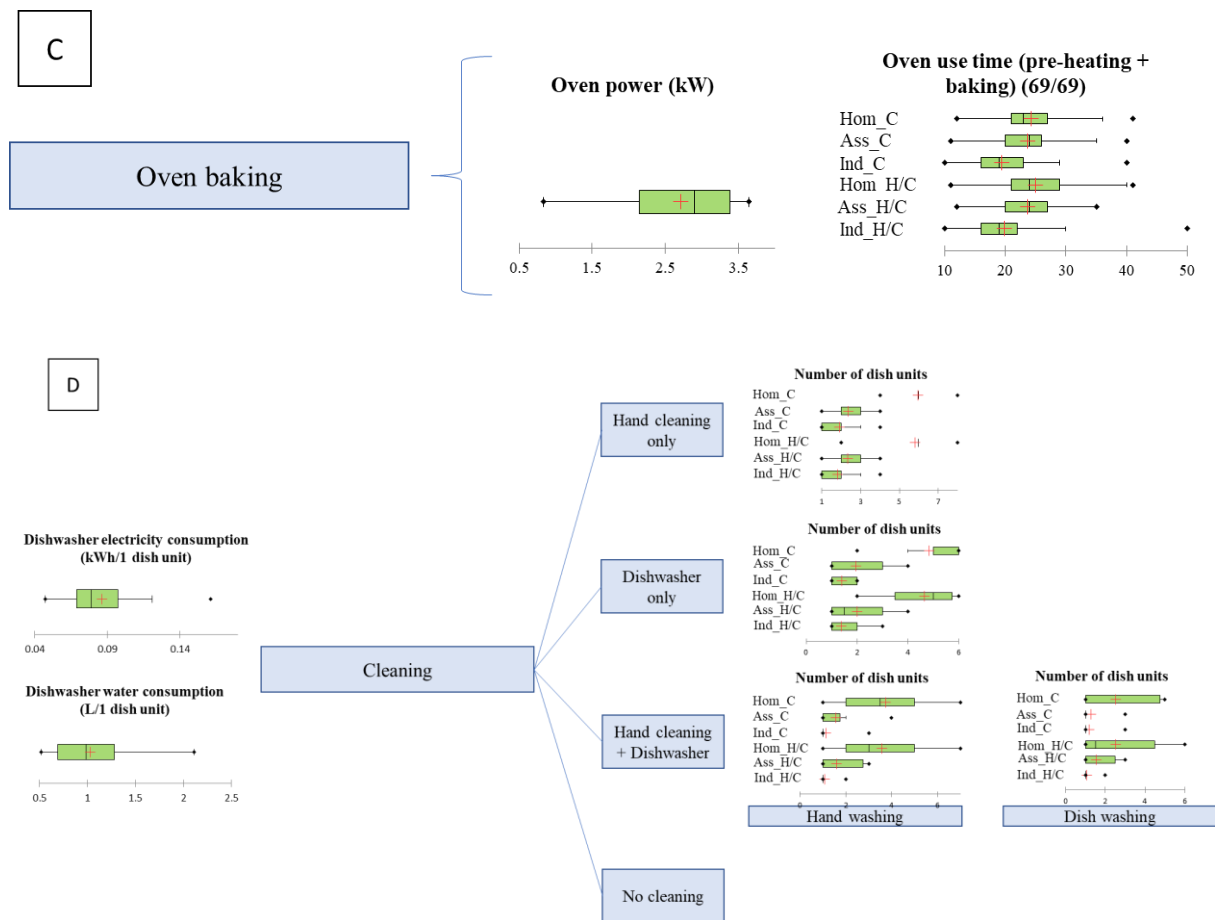 C
Oven baking
Oven power (kW)
0.5 1.5 2.5 3.5
Oven use time (pre-heating +
baking) (69/69)
Hom_C
Ass_C
Ind_C
Hom_H/C
Ass_H/C
Ind_H/C
10 20 30 40 50
D
Dishwasher electricity consumption
(kWh/1 dish unit)
0.04 0.09 0.14
Dishwasher water consumption
(L/1 dish unit)
0.5 1 1.5 2 2.5
Cleaning
Hand cleaning
only
Number of dish units
Hom_C
Ass_C
Ind_C
Hom_H/C
Ass_H/C
Ind_H/C
1 3 5 7
Dishwasher
only
Number of dish units
Hom_C
Ass_C
Ind_C
Hom_H/C
Ass_H/C
Ind_H/C
0 2 4 6
Hand cleaning
+ Dishwasher
Number of dish units
Hom_C
Ass_C
Ind_C
Hom_H/C
Ass_H/C
Ind_H/C
0 2 4 6
Hand washing
Number of dish units
Hom_C
Ass_C
Ind_C
Hom_H/C
Ass_H/C
Ind_H/C
0 2 4 6
Dish washing
No cleaning